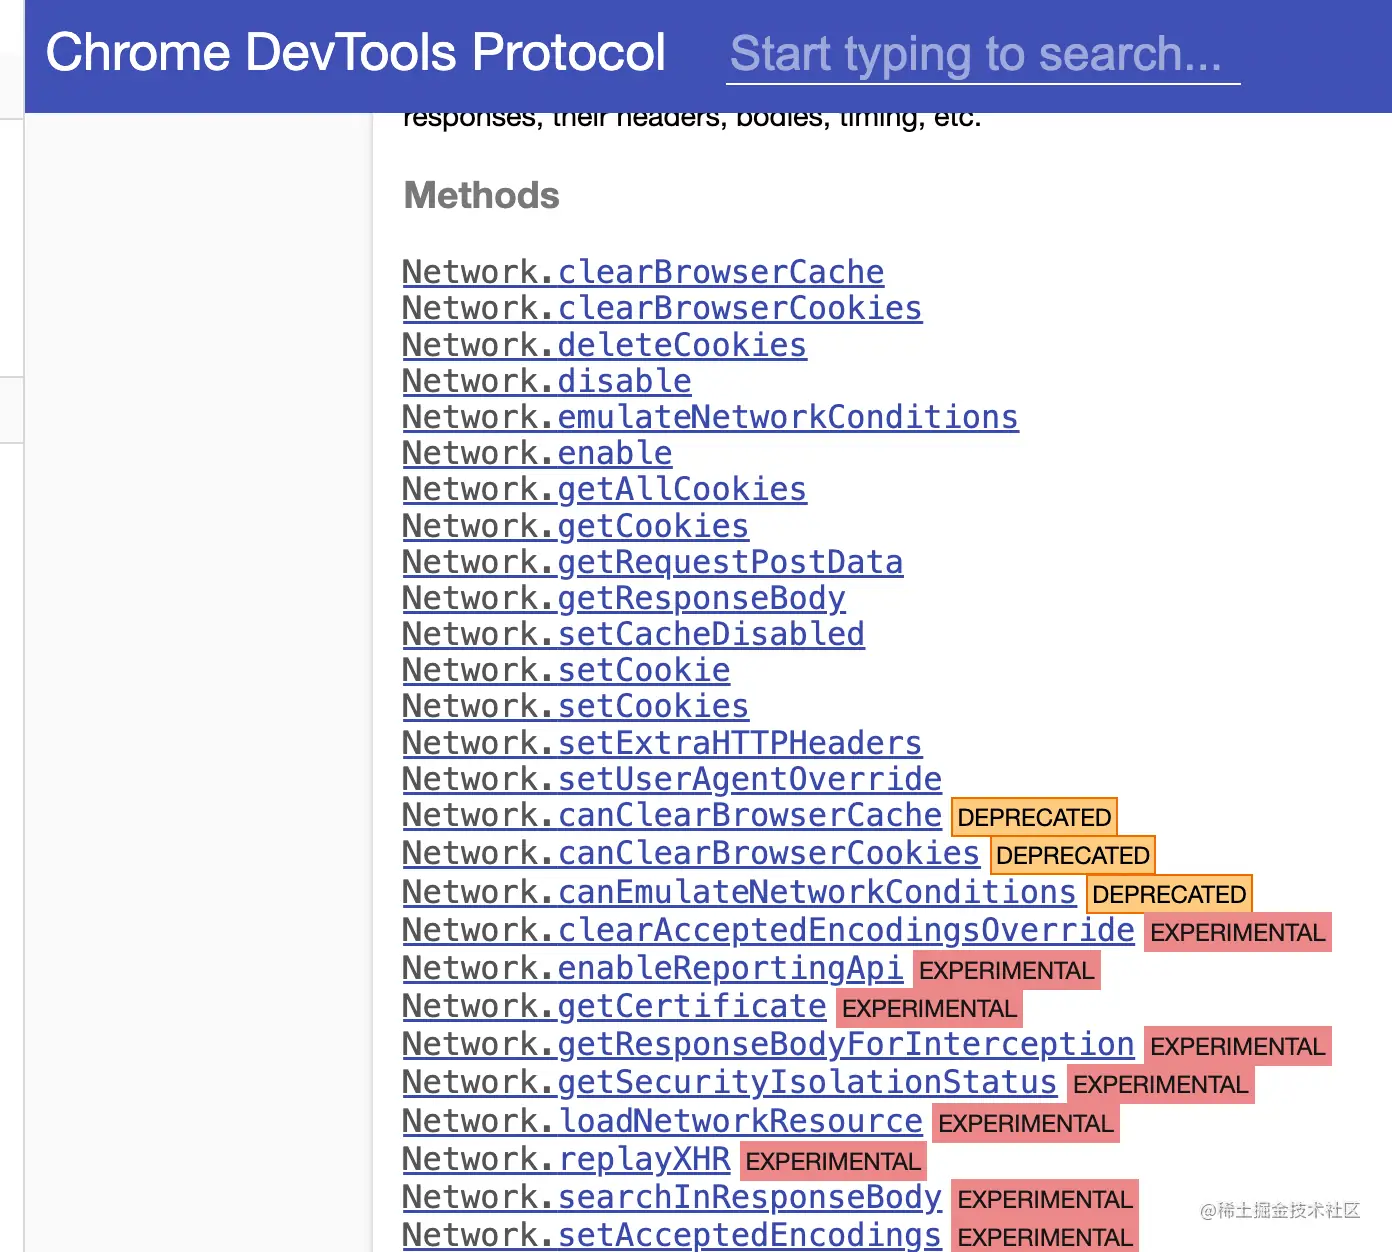 Chrome DevTools Protocol Start typing to search...
responses, their headers, bodies, timing, etc.
Methods
Network.clearBrowserCache
Network.clearBrowserCookies
Network.deleteCookies
Network.disable
Network.emulateNetworkConditions
Network.enable
Network.getAllCookies
Network.getCookies
Network.getRequestPostData
Network.getResponseBody
Network.setCacheDisabled
Network.setCookie
Network.setCookies
Network.setExtraHTTPHeaders
Network.setUserAgentOverride
Network.canClearBrowserCache DEPRECATED
Network.canClearBrowserCookies DEPRECATED
Network.canEmulateNetworkConditions DEPRECATED
Network.clearAcceptedEncodingsOverride EXPERIMENTAL
Network.enableReportingApi EXPERIMENTAL
Network.getCertificate EXPERIMENTAL
Network.getResponseBodyForInterception EXPERIMENTAL
Network.getSecurityIsolationStatus EXPERIMENTAL
Network.loadNetworkResource EXPERIMENTAL
Network.replayXHR EXPERIMENTAL
Network.searchInResponseBody EXPERIMENTAL
Network.setAcceptedEncodings EXPERIMENTAL
@稀土掘金技术社区